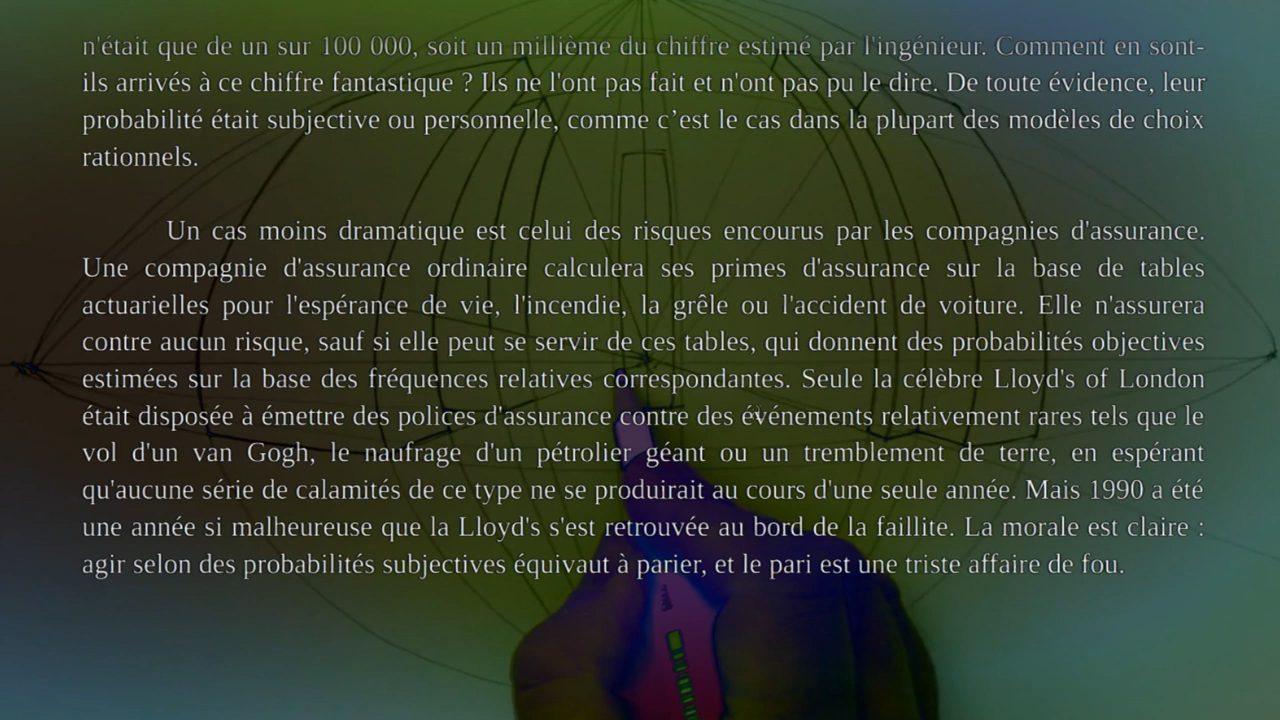 n'était que de un sur 100 000, soit un millième du chiffre estimé par l'ingénieur. Comment en sont-
ils arrivés à ce chiffre fantastique ? Ils ne l'ont pas fait et n'ont pas pu le dire. De toute évidence, leur
probabilité était subjective ou personnelle, comme c’est le cas dans la plupart des modèles de choix
rationnels.
Un cas moins dramatique est celui des risques encourus par les compagnies d'assurance.
Une compagnie d'assurance ordinaire calculera ses primes d'assurance sur la base de tables
actuarielles pour l'espérance de vie, l'incendie, la grêle ou l'accident de voiture. Elle n'assurera
contre aucun risque, sauf si elle peut se servir de ces tables, qui donnent des probabilités objectives
estimées sur la base des fréquences relatives correspondantes. Seule la célèbre Lloyd's of London
était disposée à émettre des polices d'assurance contre des événements relativement rares tels que le
vol d'un van Gogh, le naufrage d'un pétrolier géant ou un tremblement de terre, en espérant
qu'aucune série de calamités de ce type ne se produirait au cours d'une seule année. Mais 1990 a été
une année si malheureuse que la Lloyd's s'est retrouvée au bord de la faillite. La morale est claire :
agir selon des probabilités subjectives équivaut à parier, et le pari est une triste affaire de fou.